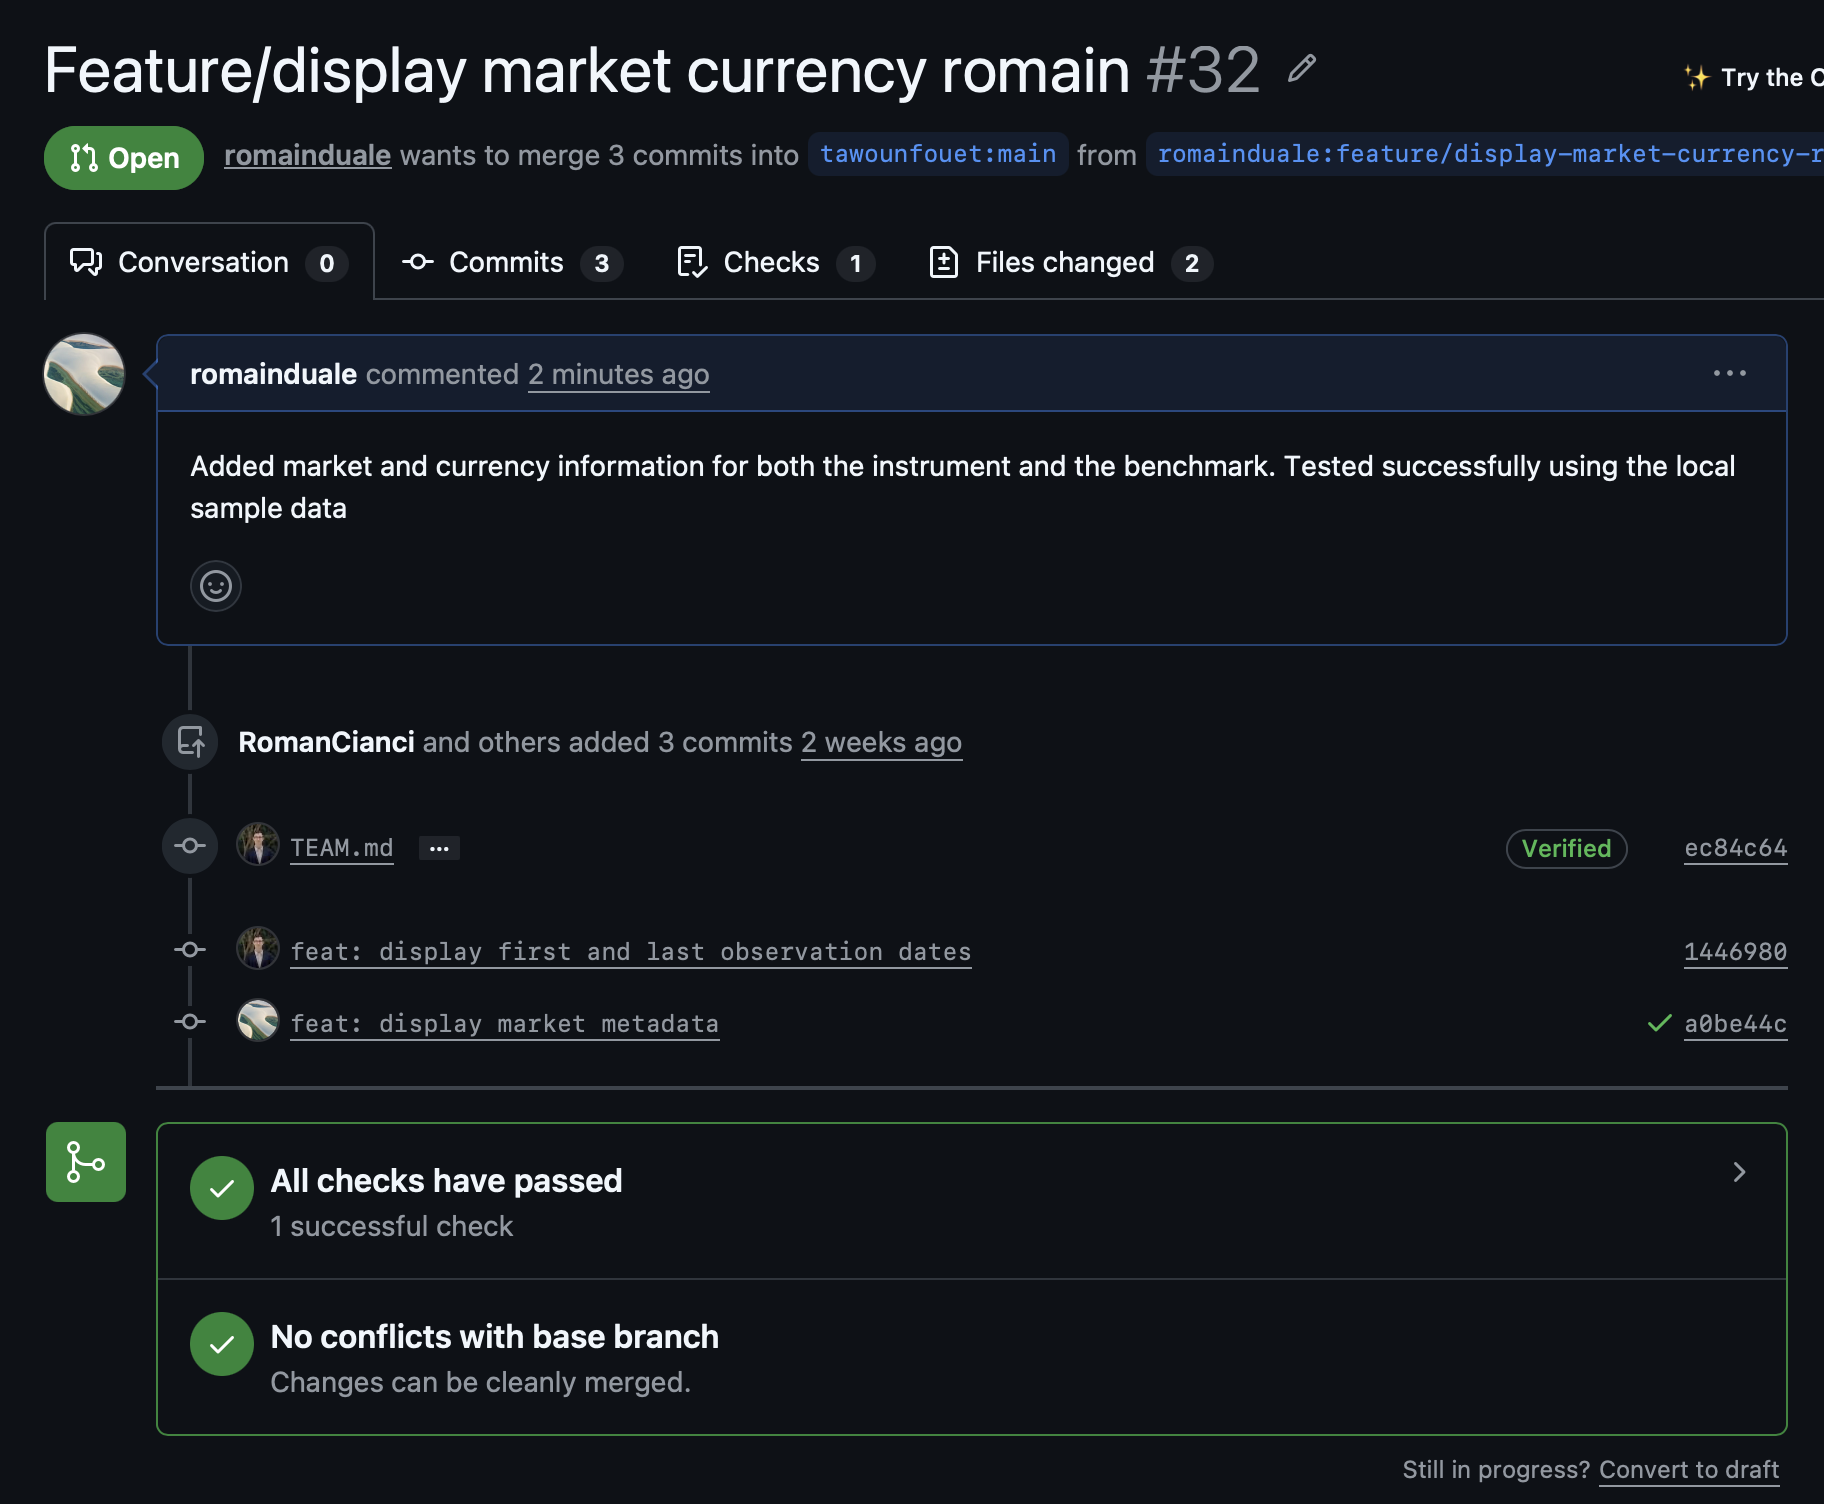 Feature/display market currency romain #32
Try the
Open romainduale wants to merge 3 commits into tawounfouet:main from romainduale:feature/display-market-currency-r
Conversation 0 Commits 3 Checks 1 Files changed 2
romainduale commented 2 minutes ago
Added market and currency information for both the instrument and the benchmark. Tested successfully using the local
sample data
RomanCianci and others added 3 commits 2 weeks ago
TEAM.md ... Verified ec84c64
feat: display first and last observation dates 1446980
feat: display market metadata a0be44c
All checks have passed
1 successful check
No conflicts with base branch
Changes can be cleanly merged.
Still in progress? Convert to draft